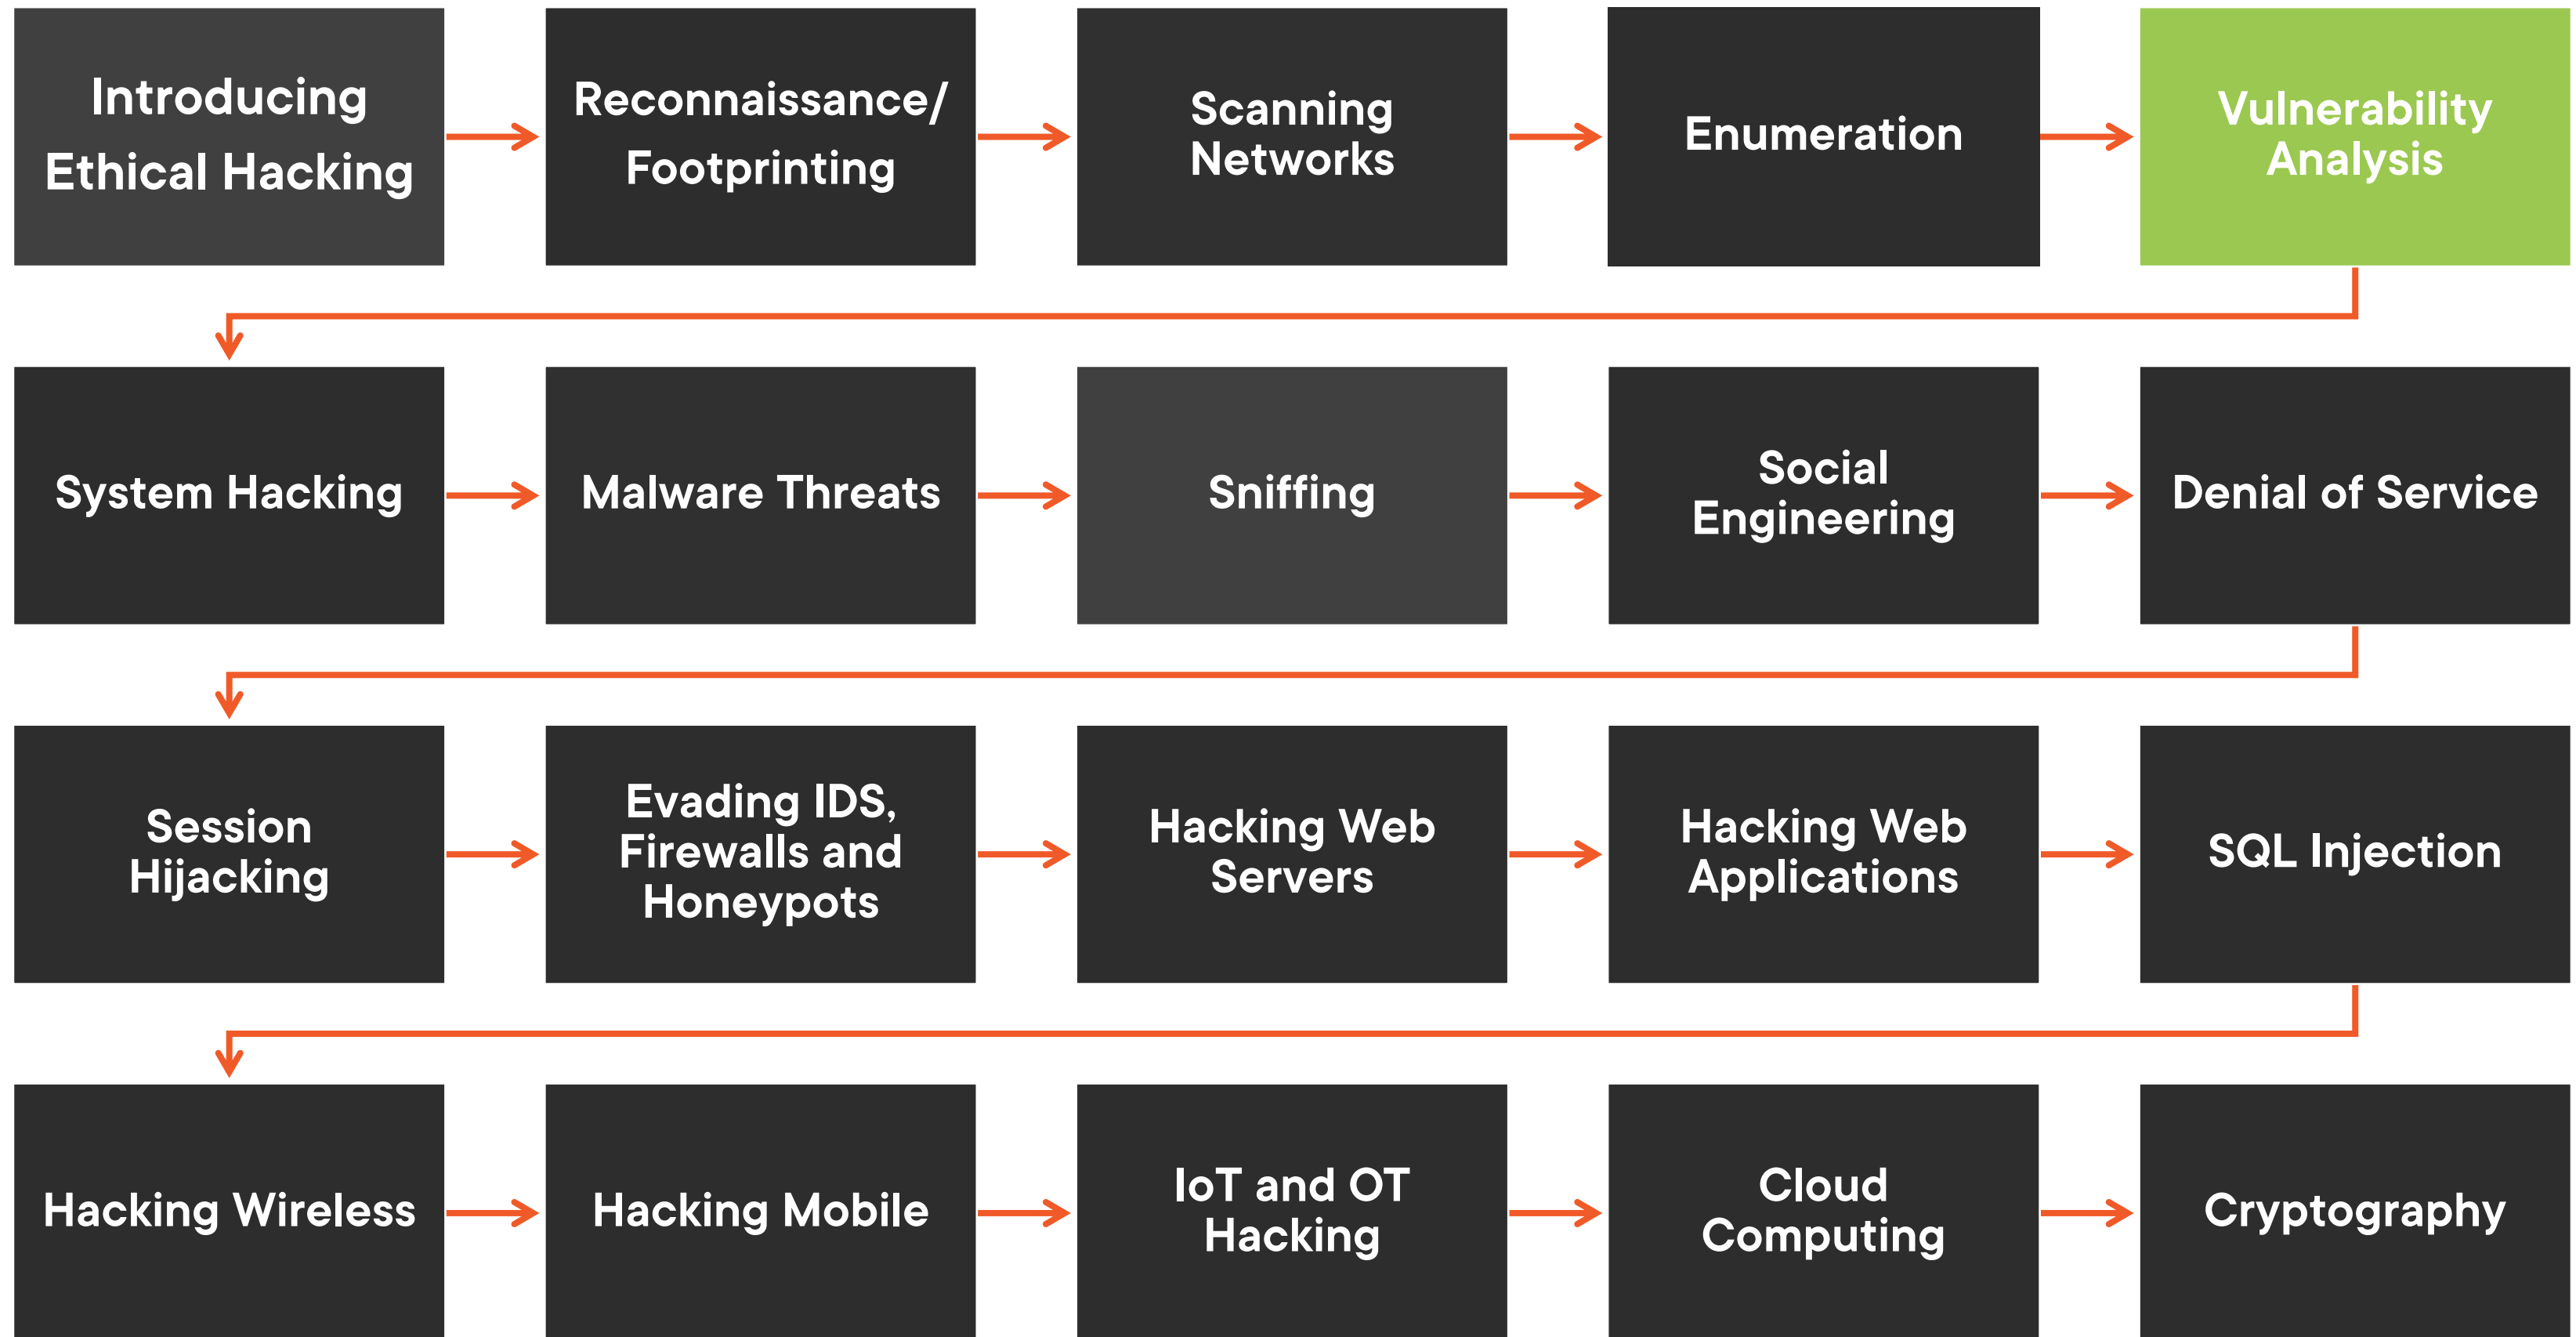 Introducing
Ethical Hacking
Reconnaissance/
Footprinting
Scanning
Networks
Enumeration
Vulnerability
Analysis
System Hacking
Malware Threats
Sniffing
Social
Engineering
Denial of Service
Session
Hijacking
Evading IDS,
Firewalls and
Honeypots
Hacking Web
Servers
Hacking Web
Applications
SQL Injection
Hacking Wireless
Hacking Mobile
IoT and OT
Hacking
Cloud
Computing
Cryptography